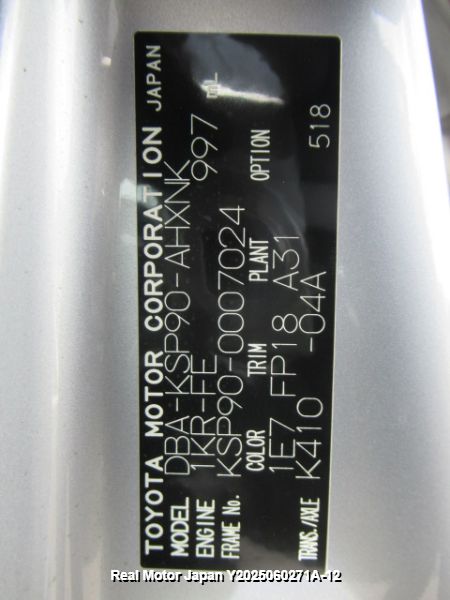 TOYOTA MOTOR CORPORATION JAPAN
MODEL DBA-KSP90-AHXNK
ENGINE 1KR-FE 997 mL
FRAME No. KSP90-0007024
COLOR TRIM PLANT OPTION
1E7 FP18 A31
TRANS./AXLE K410 -04A 518
Real Motor Japan Y2025060271A-12